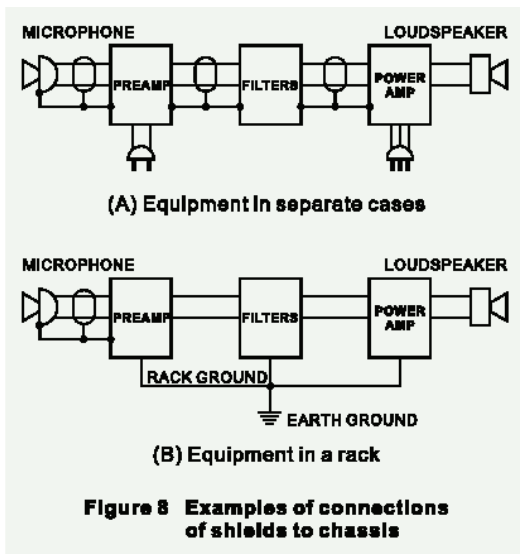 MICROPHONE LOUDSPEAKER
PREAMP FILTERS POWER AMP
(A) Equipment in separate cases
MICROPHONE LOUDSPEAKER
PREAMP FILTERS POWER AMP
RACK GROUND
EARTH GROUND
(B) Equipment in a rack
Figure 8 Examples of connections
of shields to chassis